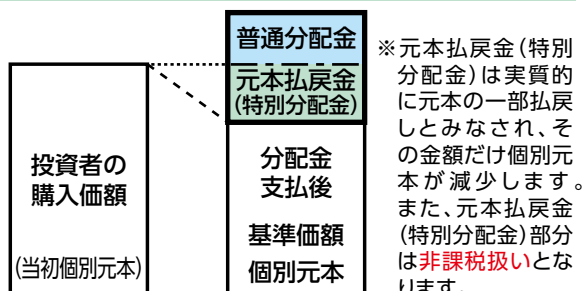 普通分配金
元本払戻金
(特別分配金)
投資者の
購入価額
(当初個別元本)
分配金
支払後
基準価額
個別元本
※元本払戻金(特別
分配金)は実質的
に元本の一部払戻
しとみなされ、そ
の金額だけ個別元
本が減少します。
また、元本払戻金
(特別分配金)部分
は非課税扱いとな
ります。